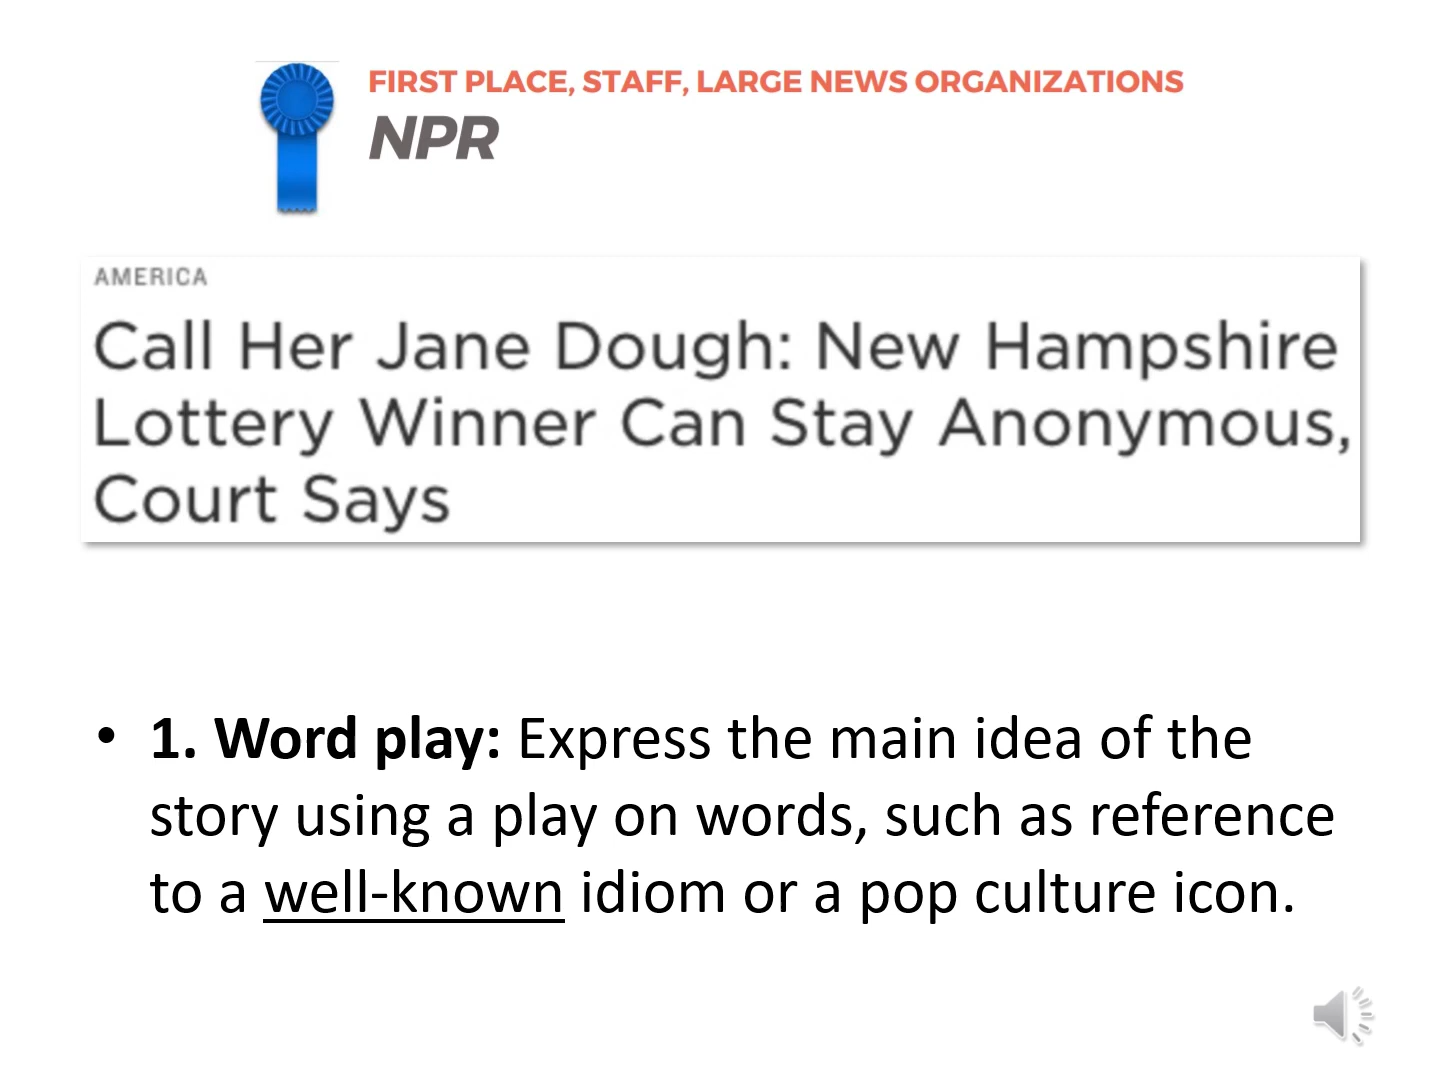 FIRST PLACE, STAFF, LARGE NEWS ORGANIZATIONS
NPR
AMERICA
Call Her Jane Dough: New Hampshire
Lottery Winner Can Stay Anonymous,
Court Says
• 1. Word play: Express the main idea of the
story using a play on words, such as reference
to a well-known idiom or a pop culture icon.